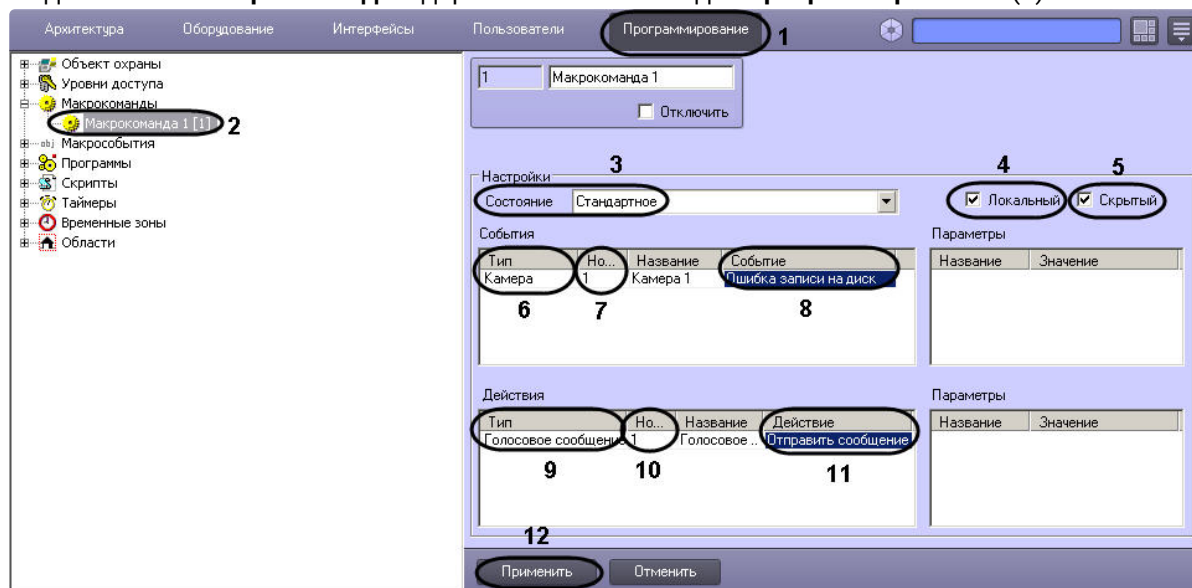 Архитектура Оборудование Интерфейсы Пользователи Программирование 1
Объект охраны
Уровни доступа
Макрокоманды
Макрокоманда 1 [1] 2
Макрособытия
Программы
Скрипты
Таймеры
Временные зоны
Области
1 Макрокоманда 1
Отключить
3 4 5
Настройки
Состояние Стандартное Локальный Скрытый
События Параметры
Тип Но... Название Событие Название Значение
Камера 1 Камера 1 Ошибка записи на диск
6 7 8
Действия Параметры
Тип Но... Название Действие Название Значение
Голосовое сообщение 1 Голосовое .. Отправить сообщение
9 10 11
12
Применить Отменить